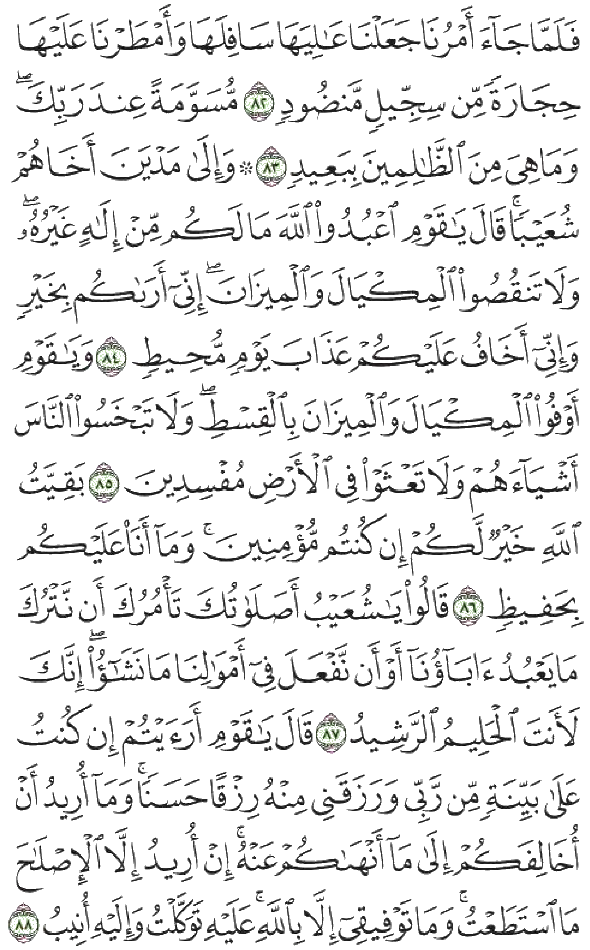 فَلَمَّا جَآءَ أَمۡرُنَا جَعَلۡنَا عَٰلِيَهَا سَافِلَهَا وَأَمۡطَرۡنَا عَلَيۡهَا
حِجَارَةٗ مِّن سِجِّيلٖ مَّنضُودٖ ٨٢ مُّسَوَّمَةً عِندَ رَبِّكَۖ
وَمَا هِيَ مِنَ ٱلظَّٰلِمِينَ بِبَعِيدٖ ٨٣ ۞ وَإِلَىٰ مَدۡيَنَ أَخَاهُمۡ
شُعَيۡبٗاۚ قَالَ يَٰقَوۡمِ ٱعۡبُدُواْ ٱللَّهَ مَا لَكُم مِّنۡ إِلَٰهٍ غَيۡرُهُۥۖ
وَلَا تَنقُصُواْ ٱلۡمِكۡيَالَ وَٱلۡمِيزَانَۖ إِنِّيٓ أَرَىٰكُم بِخَيۡرٖ
وَإِنِّيٓ أَخَافُ عَلَيۡكُمۡ عَذَابَ يَوۡمٖ مُّحِيطٖ ٨٤ وَيَٰقَوۡمِ
أَوۡفُواْ ٱلۡمِكۡيَالَ وَٱلۡمِيزَانَ بِٱلۡقِسۡطِۖ وَلَا تَبۡخَسُواْ ٱلنَّاسَ
أَشۡيَآءَهُمۡ وَلَا تَعۡثَوۡاْ فِي ٱلۡأَرۡضِ مُفۡسِدِينَ ٨٥ بَقِيَّتُ
ٱللَّهِ خَيۡرٞ لَّكُمۡ إِن كُنتُم مُّؤۡمِنِينَۚ وَمَآ أَنَا۠ عَلَيۡكُم
بِحَفِيظٖ ٨٦ قَالُواْ يَٰشُعَيۡبُ أَصَلَوٰتُكَ تَأۡمُرُكَ أَن نَّتۡرُكَ
مَا يَعۡبُدُ ءَابَآؤُنَآ أَوۡ أَن نَّفۡعَلَ فِيٓ أَمۡوَٰلِنَا مَا نَشَٰٓؤُاْۖ إِنَّكَ
لَأَنتَ ٱلۡحَلِيمُ ٱلرَّشِيدُ ٨٧ قَالَ يَٰقَوۡمِ أَرَءَيۡتُمۡ إِن كُنتُ
عَلَىٰ بَيِّنَةٖ مِّن رَّبِّي وَرَزَقَنِي مِنۡهُ رِزۡقًا حَسَنٗاۚ وَمَآ أُرِيدُ أَنۡ
أُخَالِفَكُمۡ إِلَىٰ مَآ أَنۡهَىٰكُمۡ عَنۡهُۚ إِنۡ أُرِيدُ إِلَّا ٱلۡإِصۡلَٰحَ
مَا ٱسۡتَطَعۡتُۚ وَمَا تَوۡفِيقِيٓ إِلَّا بِٱللَّهِۚ عَلَيۡهِ تَوَكَّلۡتُ وَإِلَيۡهِ أُنِيبُ ٨٨